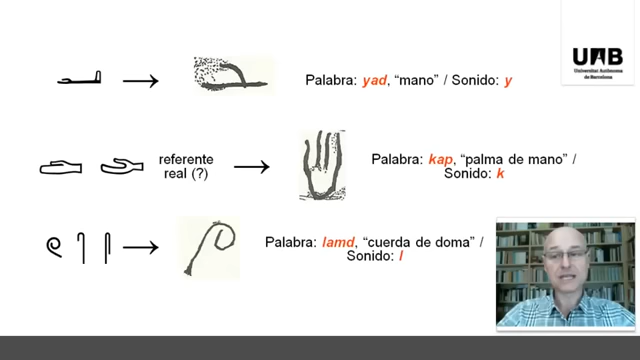 UAB
Universitat Autònoma
de Barcelona
Palabra: yad, “mano” / Sonido: y
referente
real (?)
Palabra: kap, “palma de mano” /
Sonido: k
Palabra: lamd, “cuerda de doma” /
Sonido: l